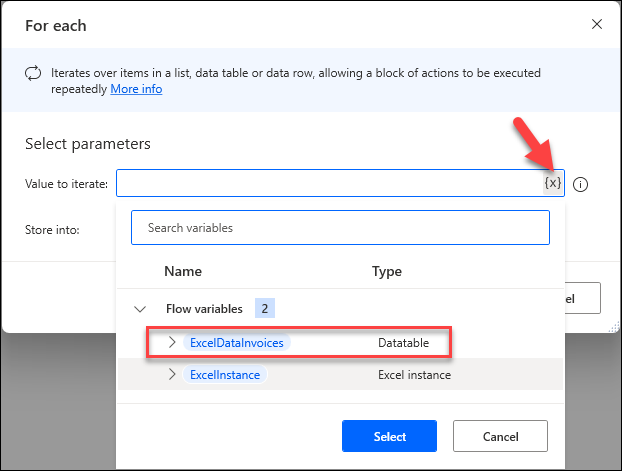 For each
Iterates over items in a list, data table or data row, allowing a block of actions to be executed
repeatedly More info
Select parameters
Value to iterate:
{x}
Store into:
Search variables
Name Type
Flow variables 2
ExcelDataInvoices Datatable
ExcelInstance Excel instance
Select Cancel